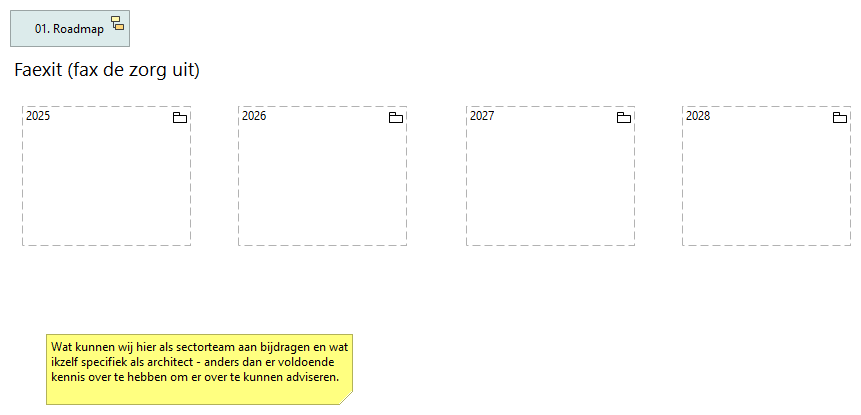 01. Roadmap
Faexit (fax de zorg uit)
2025
2026
2027
2028
Wat kunnen wij hier als sectorteam aan bijdragen en wat
ikzelf specifiek als architect - anders dan er voldoende
kennis over te hebben om er over te kunnen adviseren.